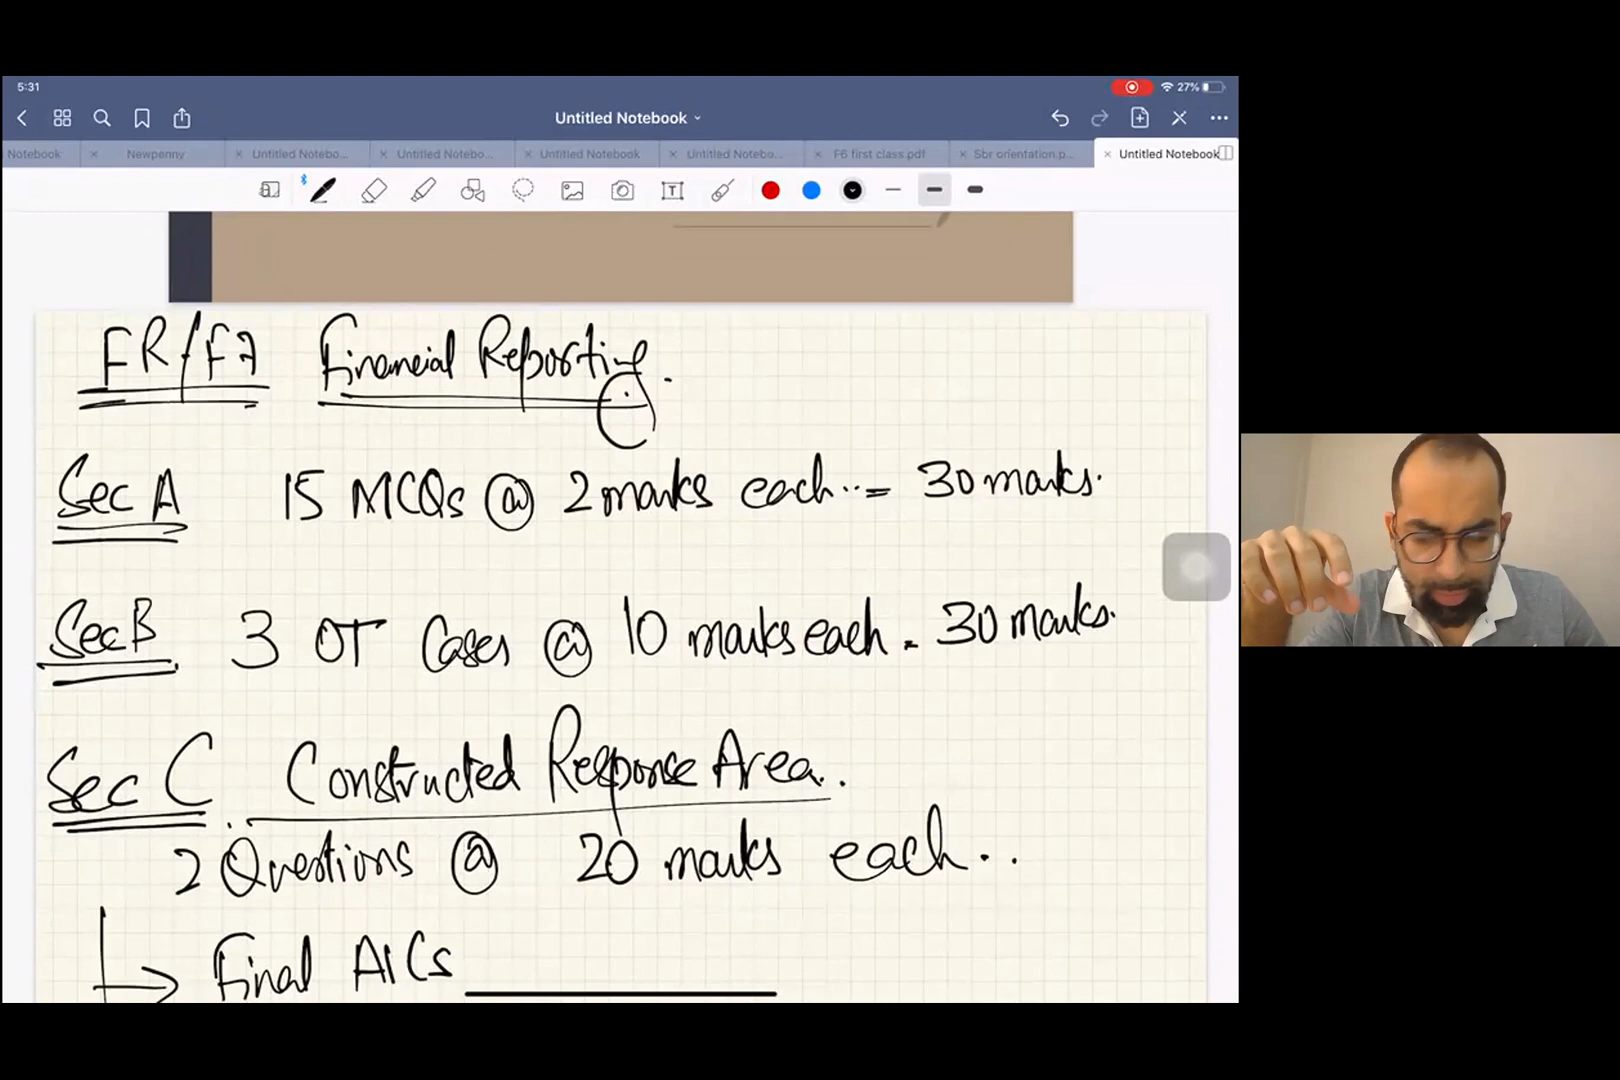 5:31
27%
Untitled Notebook
Notebook
Newpenny
Untitled Notebo...
Untitled Notebo...
Untitled Notebook
Untitled Notebo...
F6 first class.pdf
Sbr orientation.p...
Untitled Notebook
T
FR/F7 Financial Reporting.
Sec A 15 MCQs @ 2 marks each.. = 30 marks.
Sec B 3 OT Cases @ 10 marks each = 30 marks.
Sec C Constructed Response Area.
2 Questions @ 20 marks each..
Final A/Cs